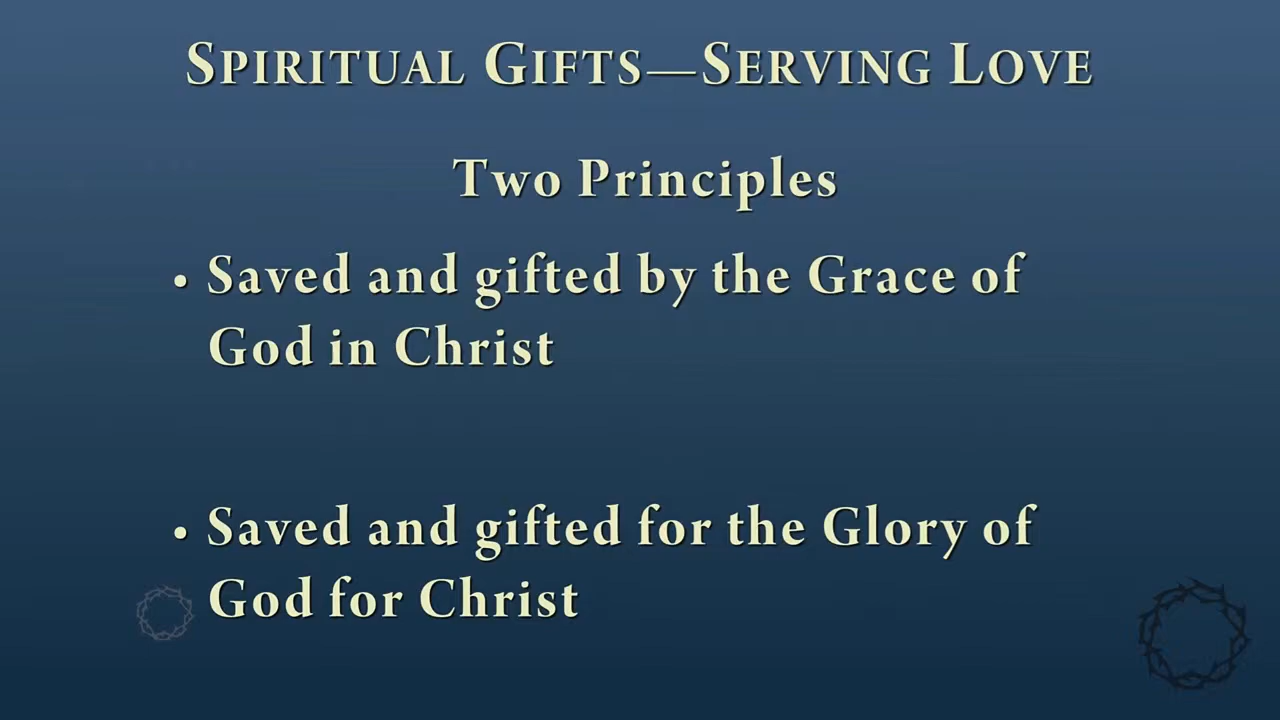 SPIRITUAL GIFTS—SERVING LOVE
Two Principles
• Saved and gifted by the Grace of
God in Christ
• Saved and gifted for the Glory of
God for Christ